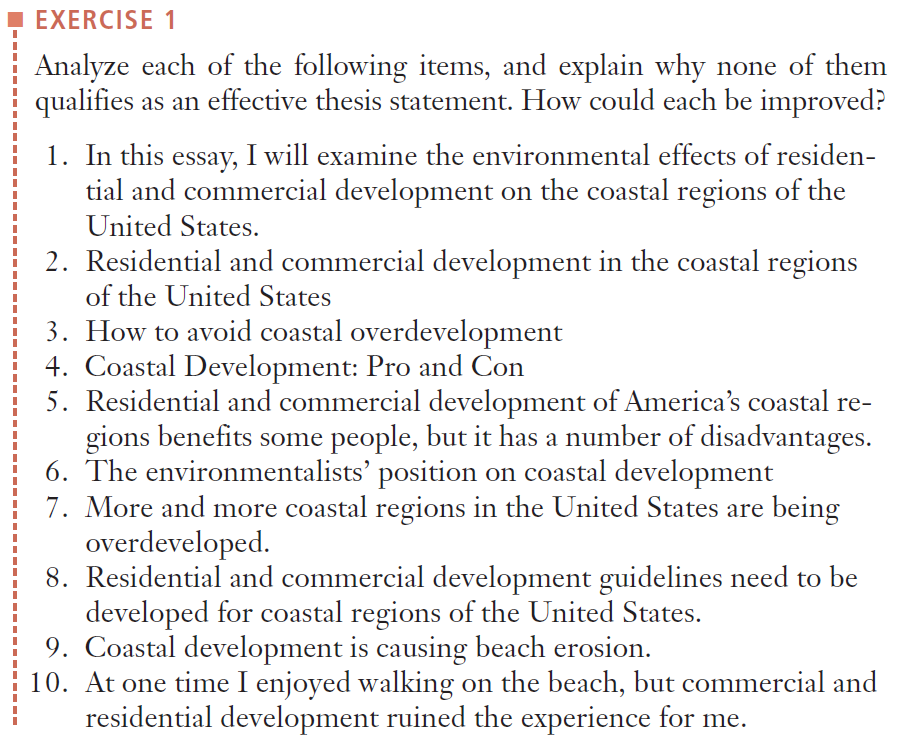 EXERCISE 1
Analyze each of the following items, and explain why none of them
qualifies as an effective thesis statement. How could each be improved?
1. In this essay, I will examine the environmental effects of residen-
tial and commercial development on the coastal regions of the
United States.
2. Residential and commercial development in the coastal regions
of the United States
3. How to avoid coastal overdevelopment
4. Coastal Development: Pro and Con
5. Residential and commercial development of America's coastal re-
gions benefits some people, but it has a number of disadvantages.
6. The environmentalists' position on coastal development
7. More and more coastal regions in the United States are being
overdeveloped.
8. Residential and commercial development guidelines need to be
developed for coastal regions of the United States.
9. Coastal development is causing beach erosion.
10. At one time I enjoyed walking on the beach, but commercial and
residential development ruined the experience for me.